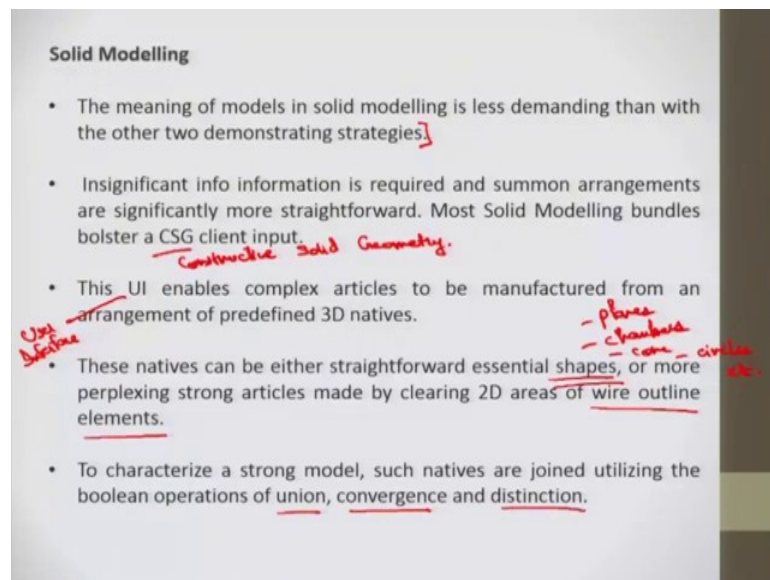 Solid Modelling
• The meaning of models in solid modelling is less demanding than with
the other two demonstrating strategies.]
• Insignificant info information is required and summon arrangements
are significantly more straightforward. Most Solid Modelling bundles
bolster a CSG client input.
Constructive Solid Geometry.
• This UI enables complex articles to be manufactured from an
arrangement of predefined 3D natives.
User
Interface
- planes
- chambers
- cone - circles
etc.
• These natives can be either straightforward essential shapes, or more
perplexing strong articles made by clearing 2D areas of wire outline
elements.
• To characterize a strong model, such natives are joined utilizing the
boolean operations of union, convergence and distinction.